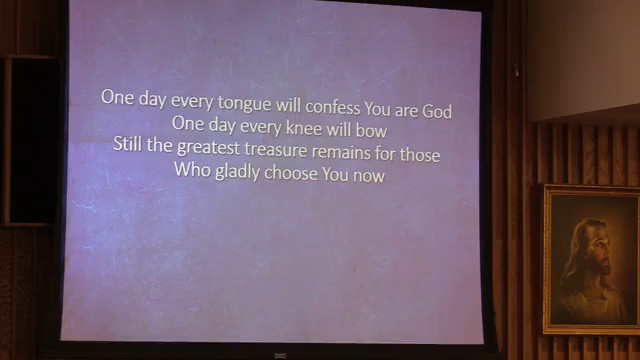 One day every tongue will confess You are God
One day every knee will bow
Still the greatest treasure remains for those
Who gladly choose You now